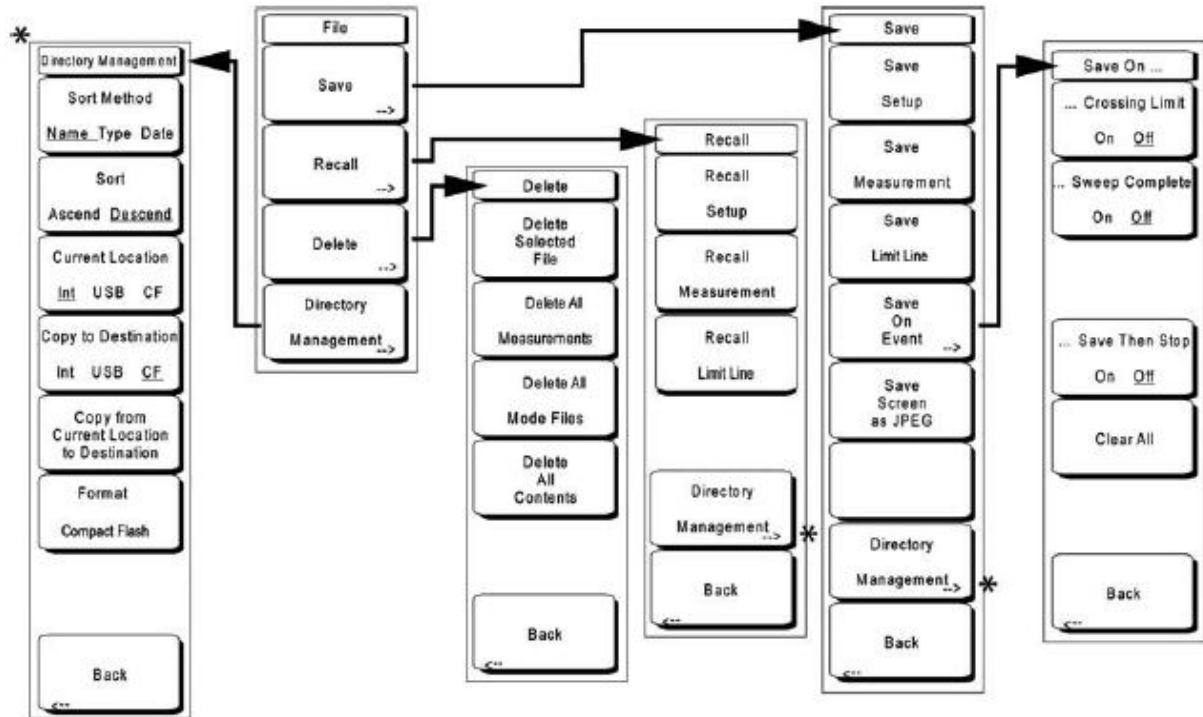 *
Directory Management
Sort Method
Name Type Date
Sort
Ascend Descend
Current Location
Int USB CF
Copy to Destination
Int USB CF
Copy from
Current Location
to Destination
Format
Compact Flash
Back
<--
File
Save
-->
Recall
-->
Delete
-->
Directory
Management
-->
Delete
Delete
Selected
File
Delete All
Measurements
Delete All
Mode Files
Delete
All
Contents
Back
<--
Recall
Recall
Setup
Recall
Measurement
Recall
Limit Line
Directory
Management
-->
*
Back
<--
Save
Save
Setup
Save
Measurement
Save
Limit Line
Save
On
Event
-->
Save
Screen
as JPEG
Directory
Management
-->
*
Back
<--
Save On ...
... Crossing Limit
On Off
... Sweep Complete
On Off
... Save Then Stop
On Off
Clear All
Back
<--